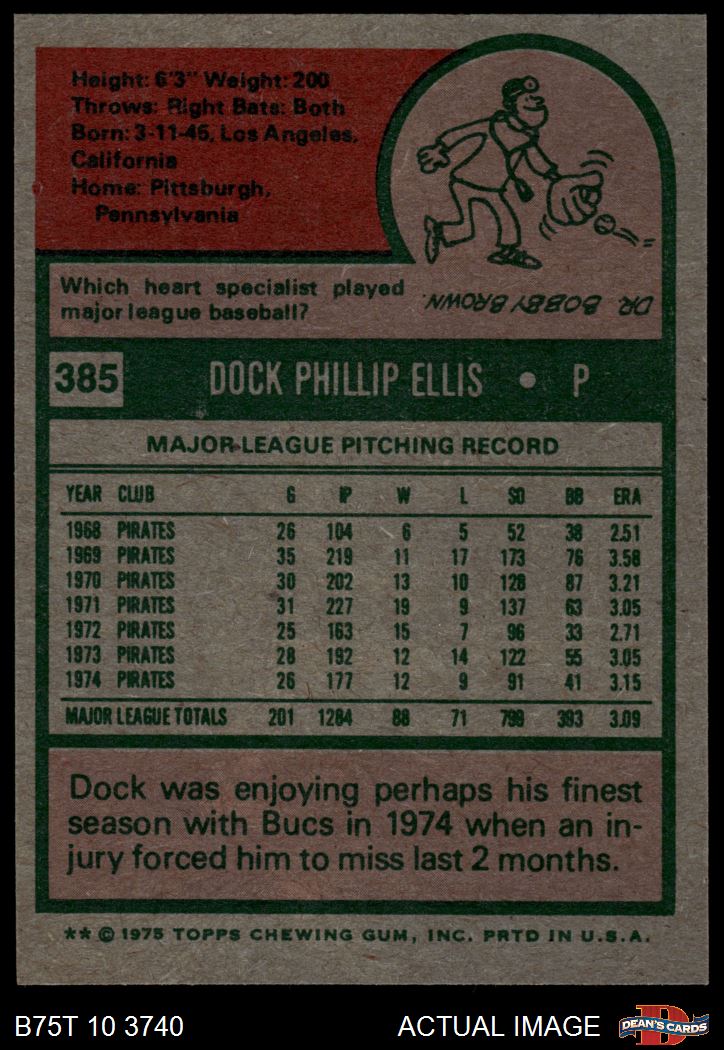 Height: 6'3" Weight: 200
Throws: Right Bats: Both
Born: 3-11-45, Los Angeles,
California
Home: Pittsburgh,
Pennsylvania
Which heart specialist played
major league baseball?
DR. BOBBY BROWN.
385 DOCK PHILLIP ELLIS • P
MAJOR LEAGUE PITCHING RECORD
YEAR CLUB G IP W L SO BB ERA
1968 PIRATES 26 104 6 5 52 38 2.51
1969 PIRATES 35 219 11 17 173 76 3.58
1970 PIRATES 30 202 13 10 128 87 3.21
1971 PIRATES 31 227 19 9 137 63 3.05
1972 PIRATES 25 163 15 7 96 33 2.71
1973 PIRATES 28 192 12 14 122 55 3.05
1974 PIRATES 26 177 12 9 91 41 3.15
MAJOR LEAGUE TOTALS 201 1284 88 71 799 393 3.09
Dock was enjoying perhaps his finest
season with Bucs in 1974 when an in-
jury forced him to miss last 2 months.
** © 1975 TOPPS CHEWING GUM, INC. PRTD IN U.S.A.
B75T 10 3740 ACTUAL IMAGE D DEAN'S CARDS